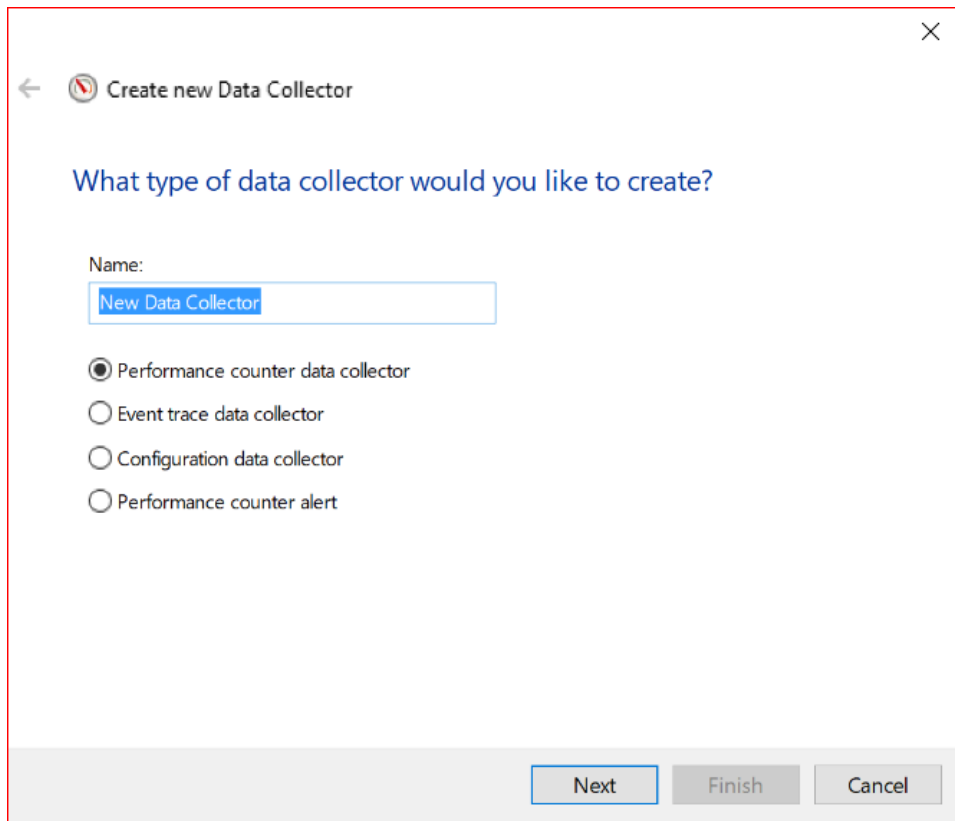 Create new Data Collector
What type of data collector would you like to create?
Name:
New Data Collector
Performance counter data collector
Event trace data collector
Configuration data collector
Performance counter alert
Next
Finish
Cancel